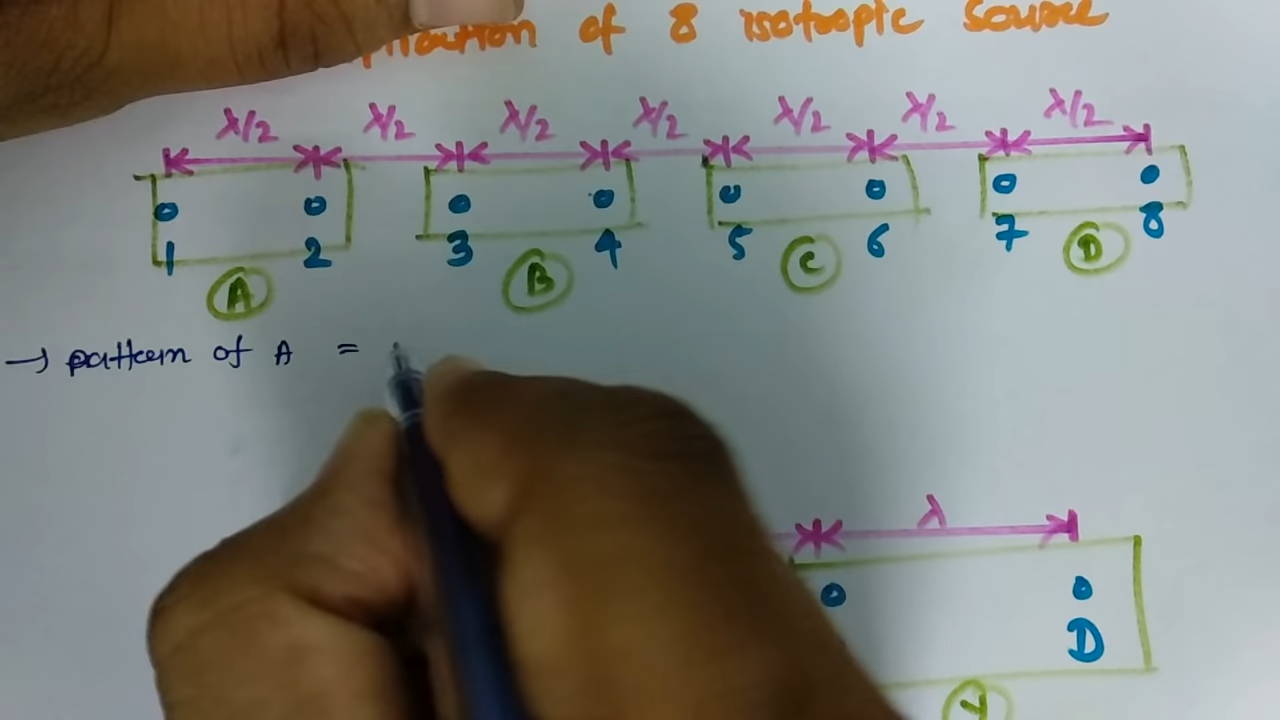 of 8 isotropic source
λ/2 λ/2 λ/2 λ/2 λ/2 λ/2 λ/2
1 2 3 4 5 6 7 8
A B C D
→ pattern of A =
λ
D
Y